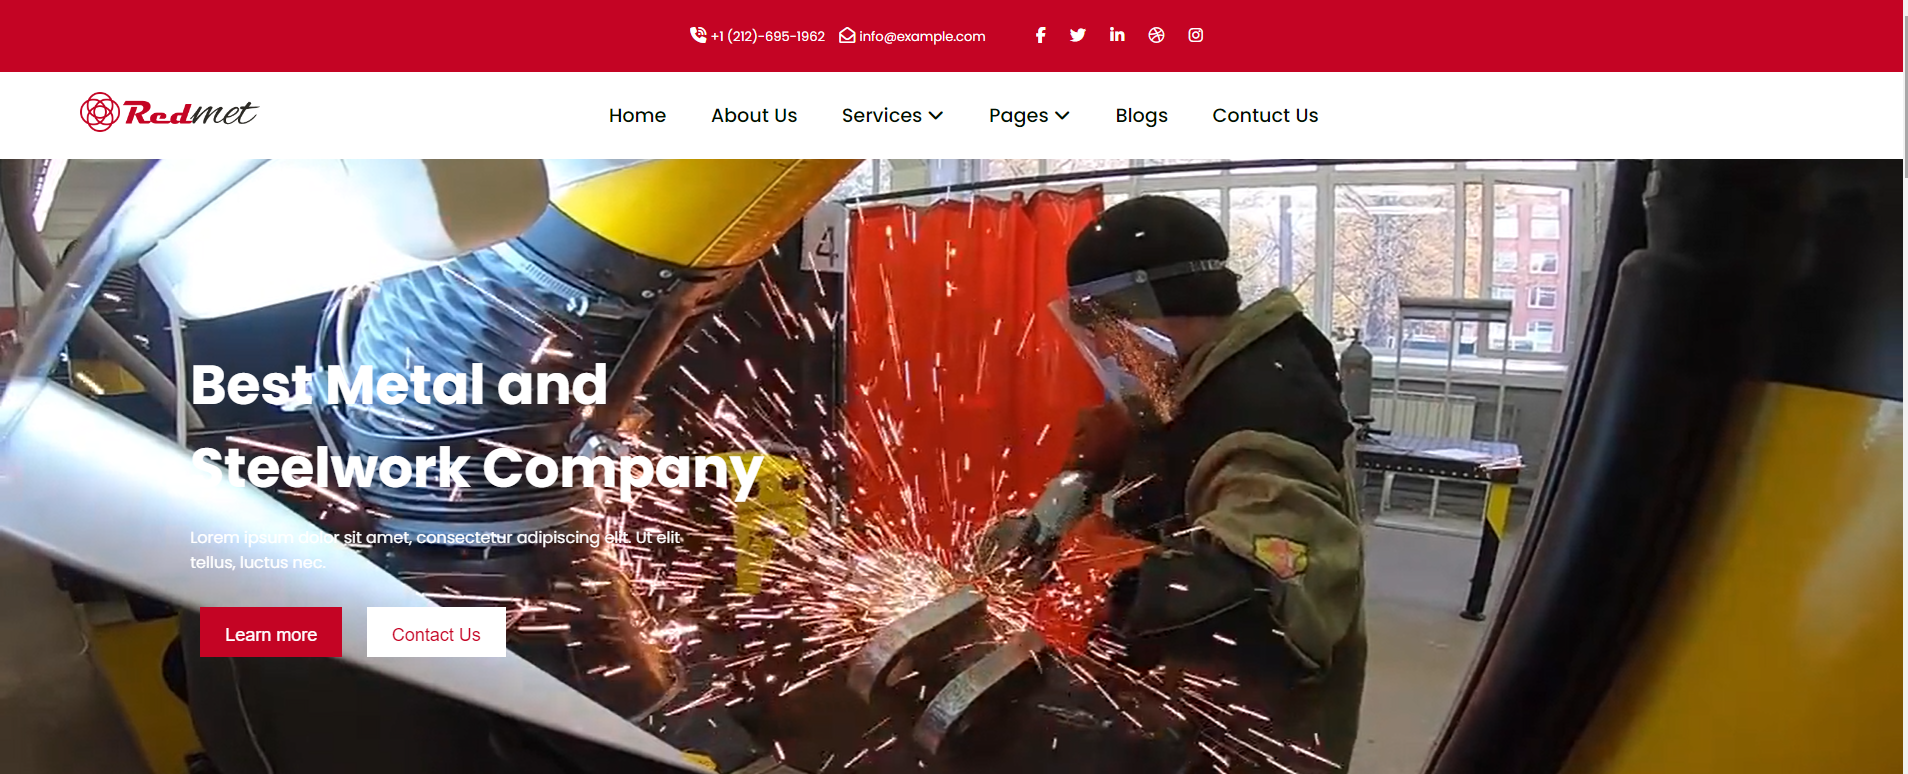 +1 (212)-695-1962 info@example.com
Redmet
Home About Us Services Pages Blogs Contuct Us
4
Best Metal and
Steelwork Company
Lorem ipsum dolor sit amet, consectetur adipiscing elit. Ut elit
tellus, luctus nec.
Learn more Contact Us